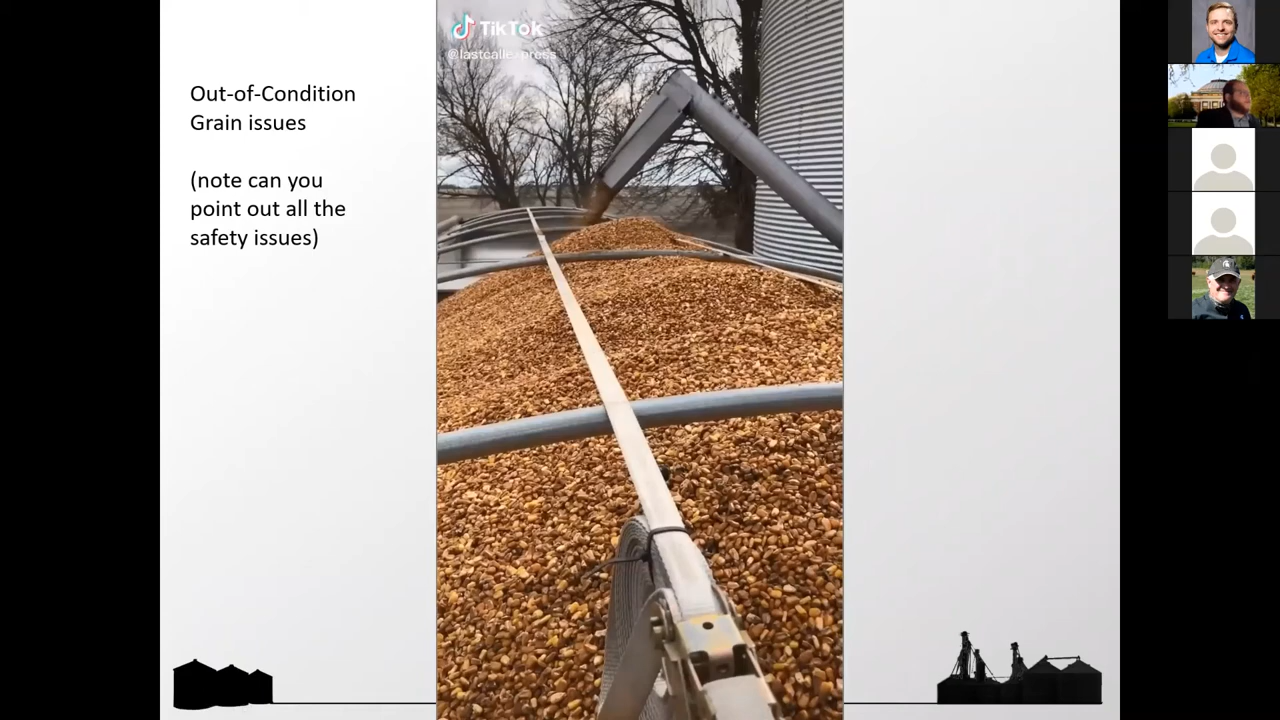 Out-of-Condition
Grain issues
(note can you
point out all the
safety issues)
TikTok